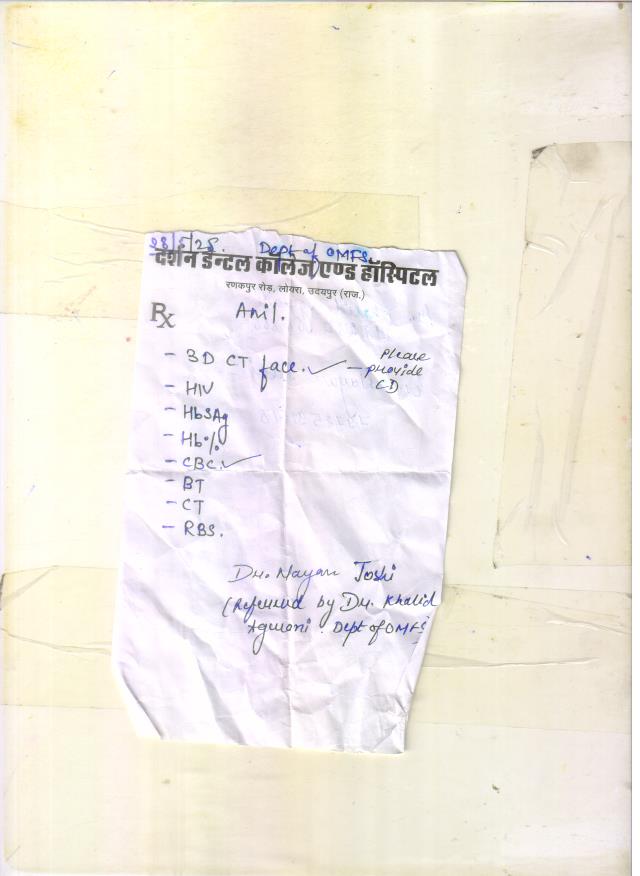 28/5/25. Dept of OMFS.
दर्शन डेन्टल कॉलेज एण्ड हॉस्पिटल
रणकपुर रोड़, लोयरा, उदयपुर (राज.)
Rx Anil.
- 3D CT face. ✓ - please provide CD
- HIV
- HbSAg
- Hb%
- CBC. ✓
- BT
- CT
- RBS.
Dr. Nayan Joshi
(Referred by Dr. Khalid
Agwani. Dept of OMFS